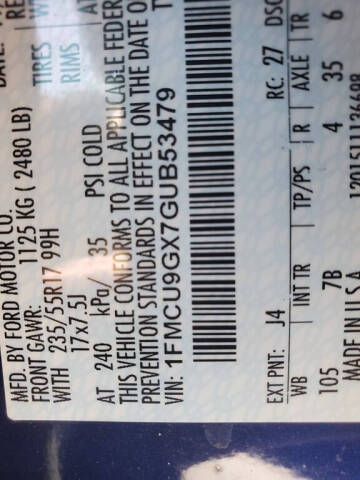 MFD. BY FORD MOTOR CO.
FRONT GAWR: 1125 KG ( 2480 LB)
WITH 235/55R17 99H TIRES
17x7.5J RIMS
AT 240 kPa/ 35 PSI COLD
THIS VEHICLE CONFORMS TO ALL APPLICABLE FEDER
PREVENTION STANDARDS IN EFFECT ON THE DATE O
VIN: 1FMCU9GX7GUB53479
EXT PNT: J4 RC: 27 DSO
WB INT TR TP/PS R AXLE TR
105 7B 4 35 6
MADE IN